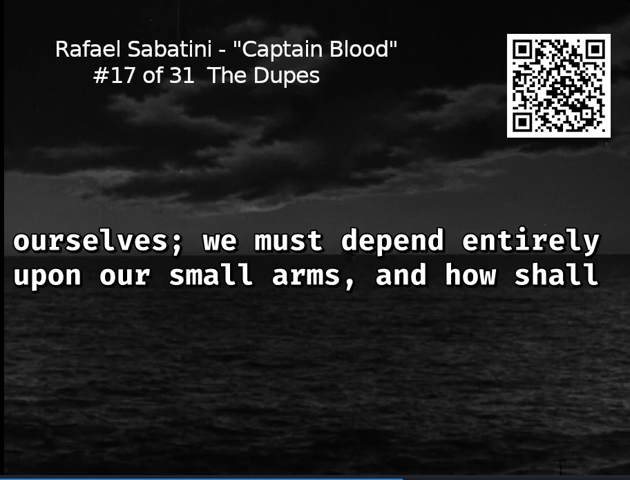 Rafael Sabatini - "Captain Blood"
#17 of 31 The Dupes
ourselves; we must depend entirely
upon our small arms, and how shall